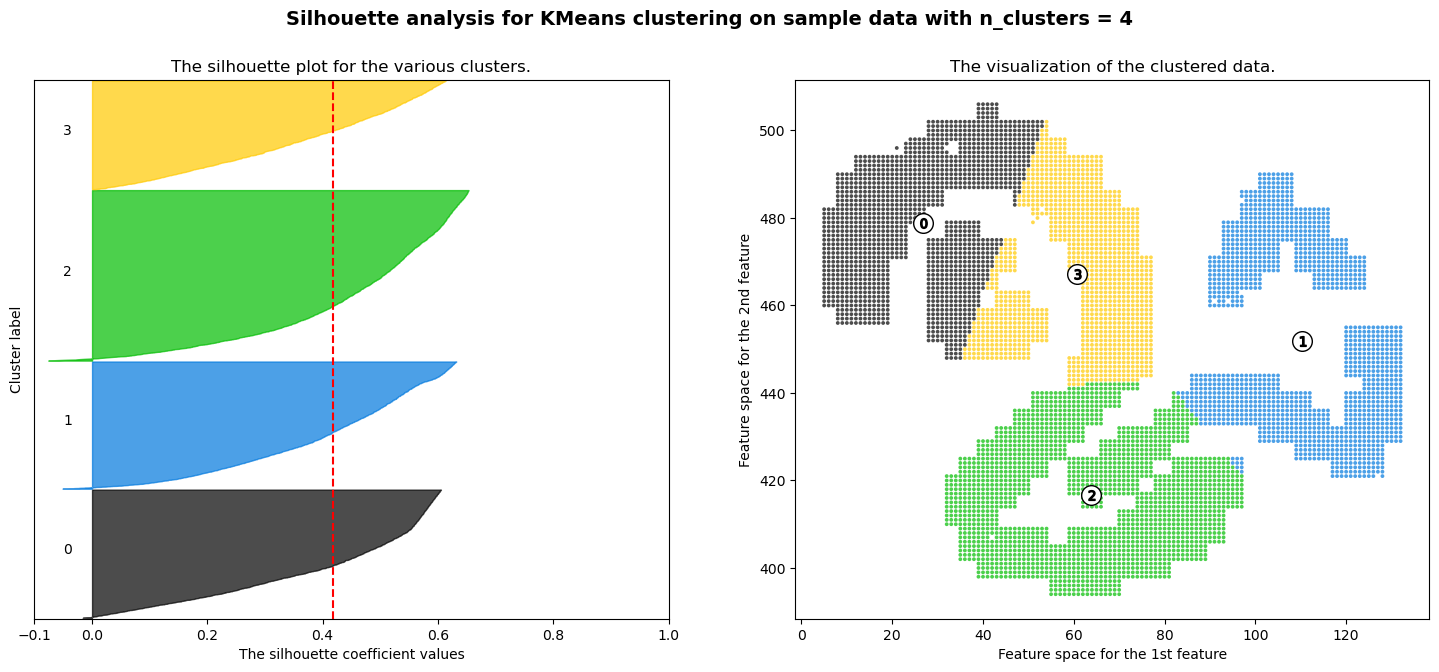 Silhouette analysis for KMeans clustering on sample data with n_clusters = 4
The silhouette plot for the various clusters.
Cluster label
3
2
1
0
−0.1 0.0 0.2 0.4 0.6 0.8 1.0
The silhouette coefficient values
The visualization of the clustered data.
Feature space for the 2nd feature
500
480
460
440
420
400
0
3
1
2
0 20 40 60 80 100 120
Feature space for the 1st feature